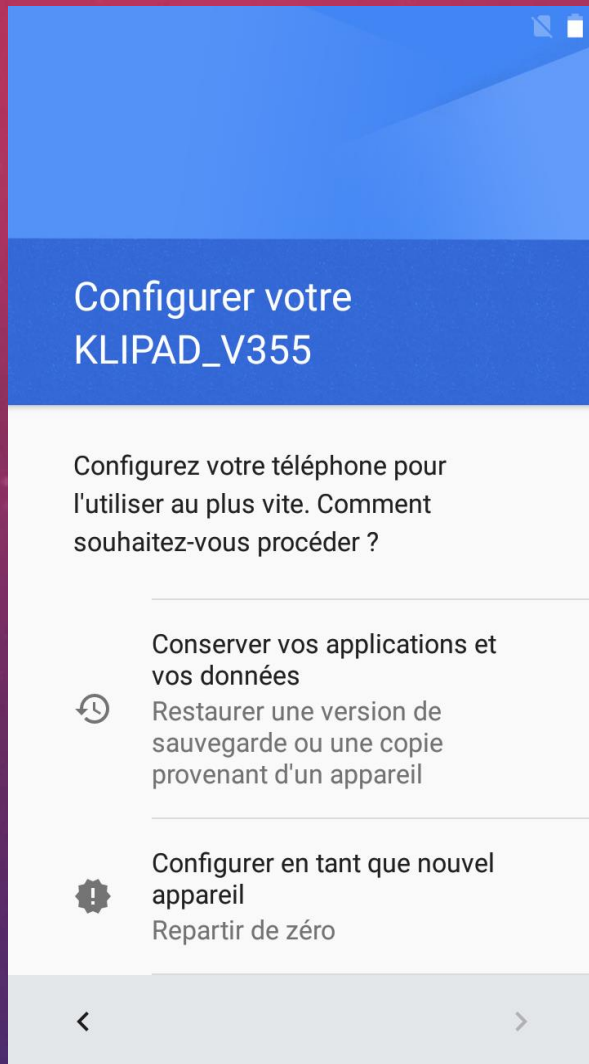 Configurer votre
KLIPAD_V355
Configurez votre téléphone pour
l'utiliser au plus vite. Comment
souhaitez-vous procéder ?
Conserver vos applications et
vos données
Restaurer une version de
sauvegarde ou une copie
provenant d'un appareil
Configurer en tant que nouvel
appareil
Repartir de zéro